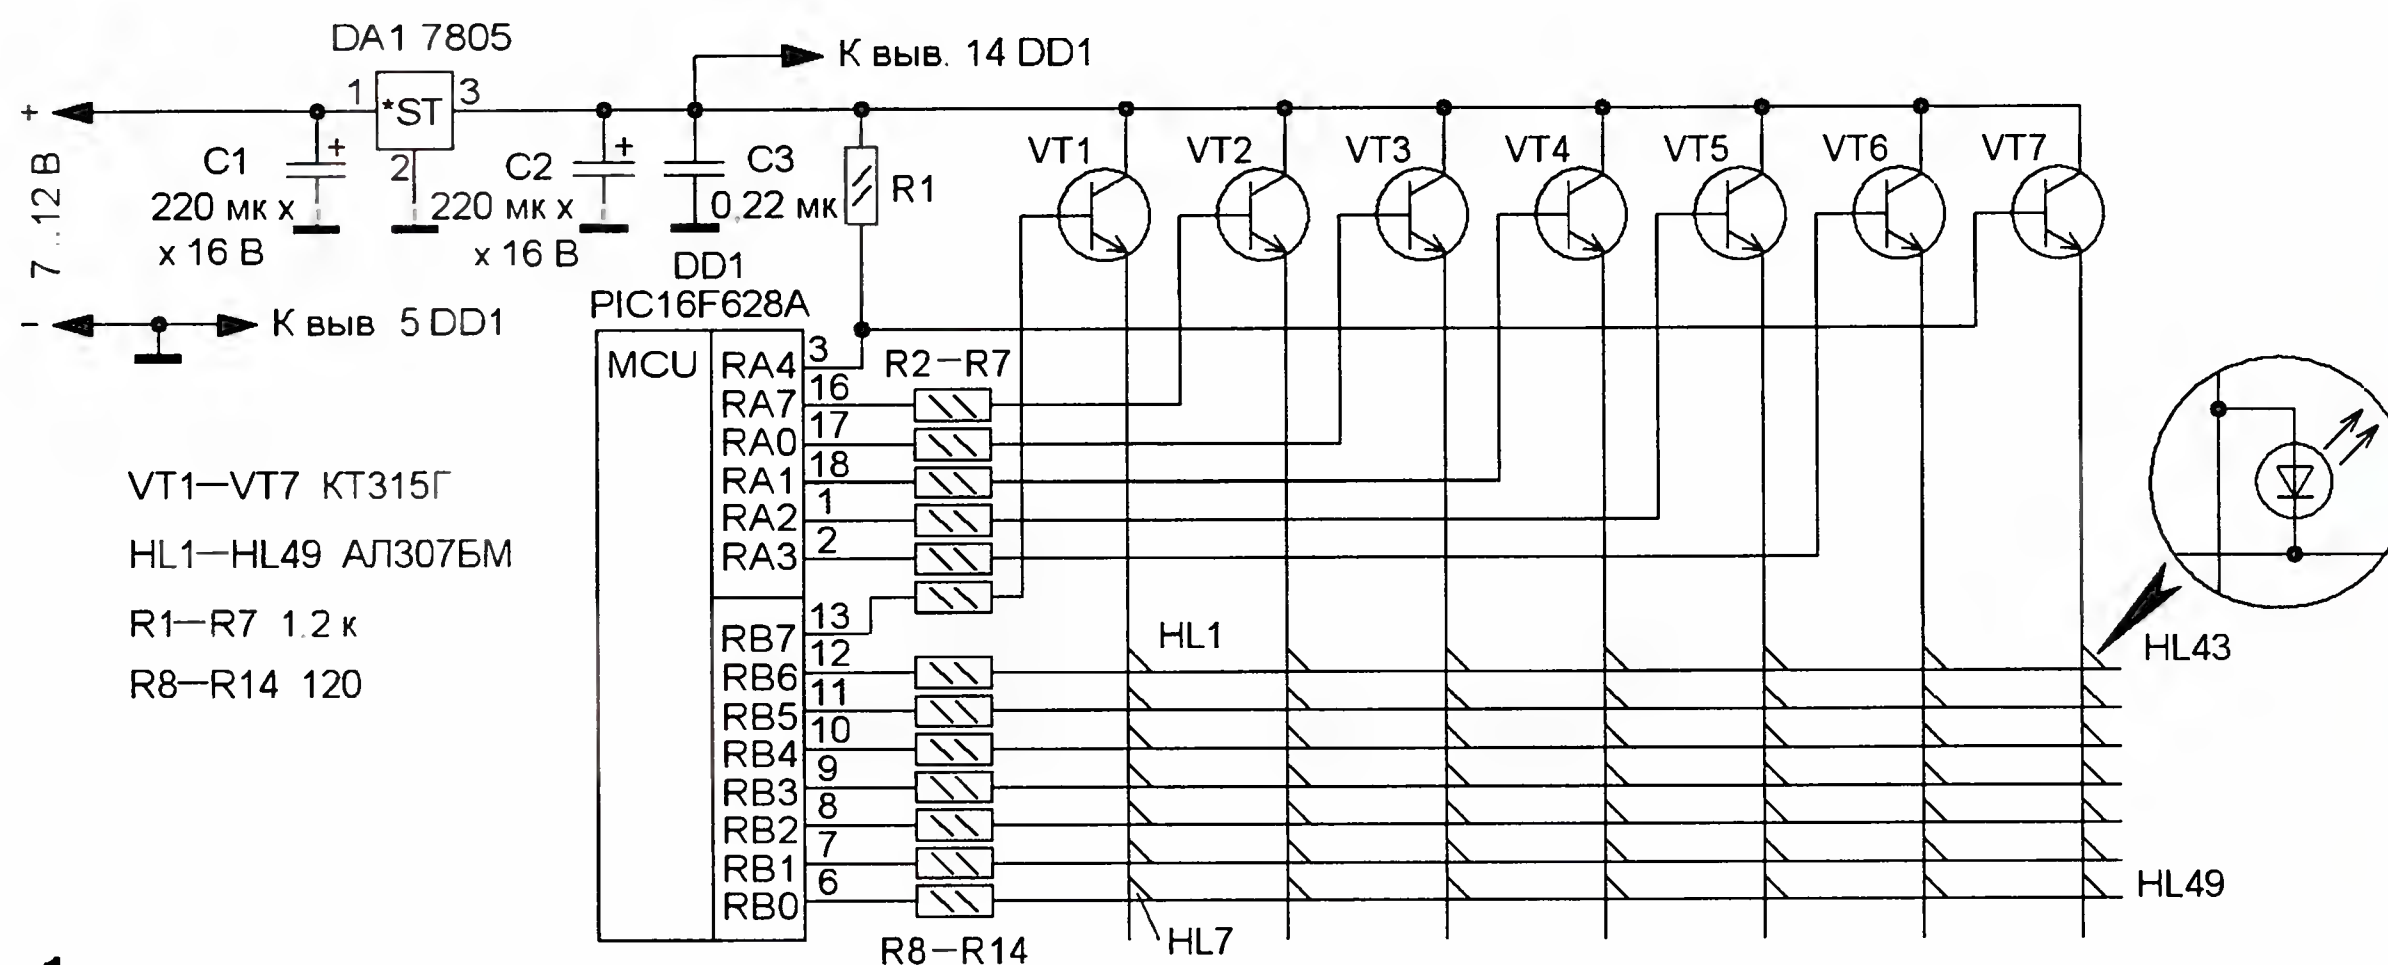 DA1 7805
К выв. 14 DD1
+
1
*ST
3
2
7..12 В
C1
+
220 мк х
х 16 В
C2
+
220 мк х
х 16 В
C3
0,22 мк
R1
VT1
VT2
VT3
VT4
VT5
VT6
VT7
-
К выв 5 DD1
DD1
PIC16F628A
MCU
RA4 3
RA7 16
RA0 17
RA1 18
RA2 1
RA3 2
RB7 13
RB6 12
RB5 11
RB4 10
RB3 9
RB2 8
RB1 7
RB0 6
R2—R7
R8—R14
VT1—VT7 КТ315Г
HL1—HL49 АЛ307БМ
R1—R7 1.2 к
R8—R14 120
HL1
HL43
HL49
HL7